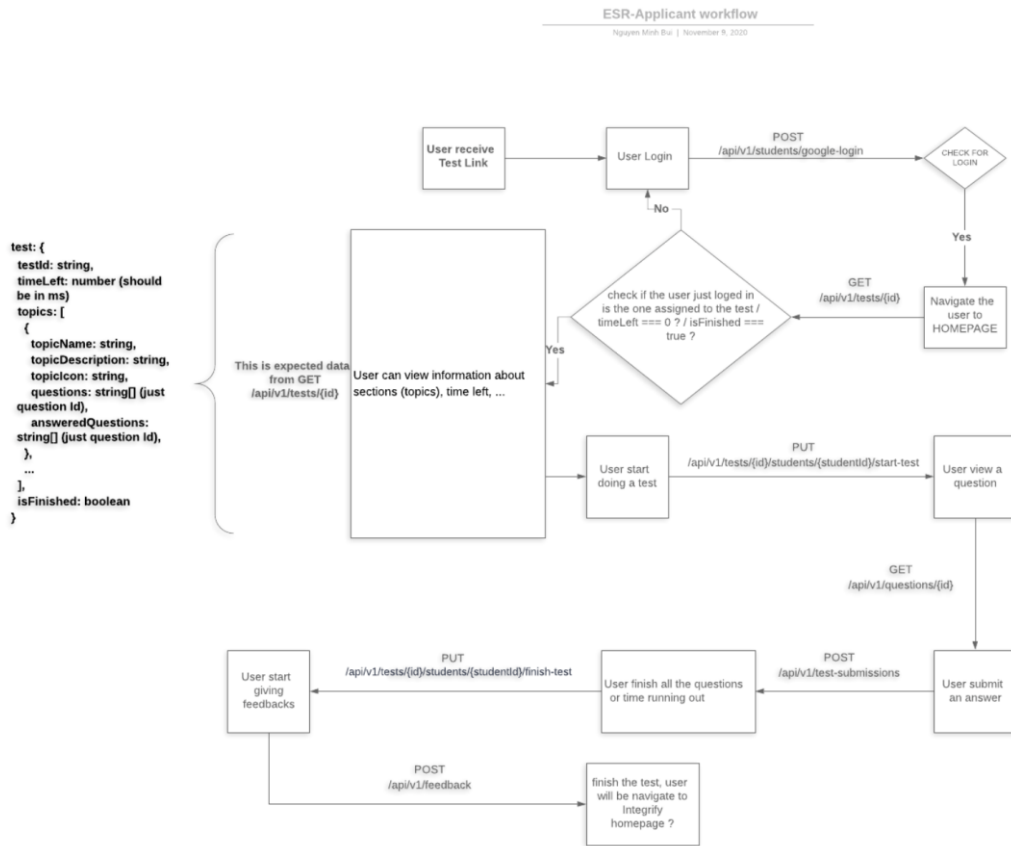 ESR-Applicant workflow
Nguyen Minh Bui | November 9, 2020
User receive
Test Link
User Login
POST
/api/v1/students/google-login
CHECK FOR
LOGIN
No
Yes
test: {
testId: string,
timeLeft: number (should
be in ms)
topics: [
{
topicName: string,
topicDescription: string,
topicIcon: string,
questions: string[] (just
question Id),
answeredQuestions:
string[] (just question Id),
},
...
],
isFinished: boolean
}
This is expected data
from GET
/api/v1/tests/{id}
User can view information about
sections (topics), time left, ...
Yes
check if the user just loged in
is the one assigned to the test /
timeLeft === 0 ? / isFinished ===
true ?
GET
/api/v1/tests/{id}
Navigate the
user to
HOMEPAGE
User start
doing a test
PUT
/api/v1/tests/{id}/students/{studentId}/start-test
User view a
question
GET
/api/v1/questions/{id}
User start
giving
feedbacks
PUT
/api/v1/tests/{id}/students/{studentId}/finish-test
User finish all the questions
or time running out
POST
/api/v1/test-submissions
User submit
an answer
POST
/api/v1/feedback
finish the test, user
will be navigate to
Integrify
homepage ?